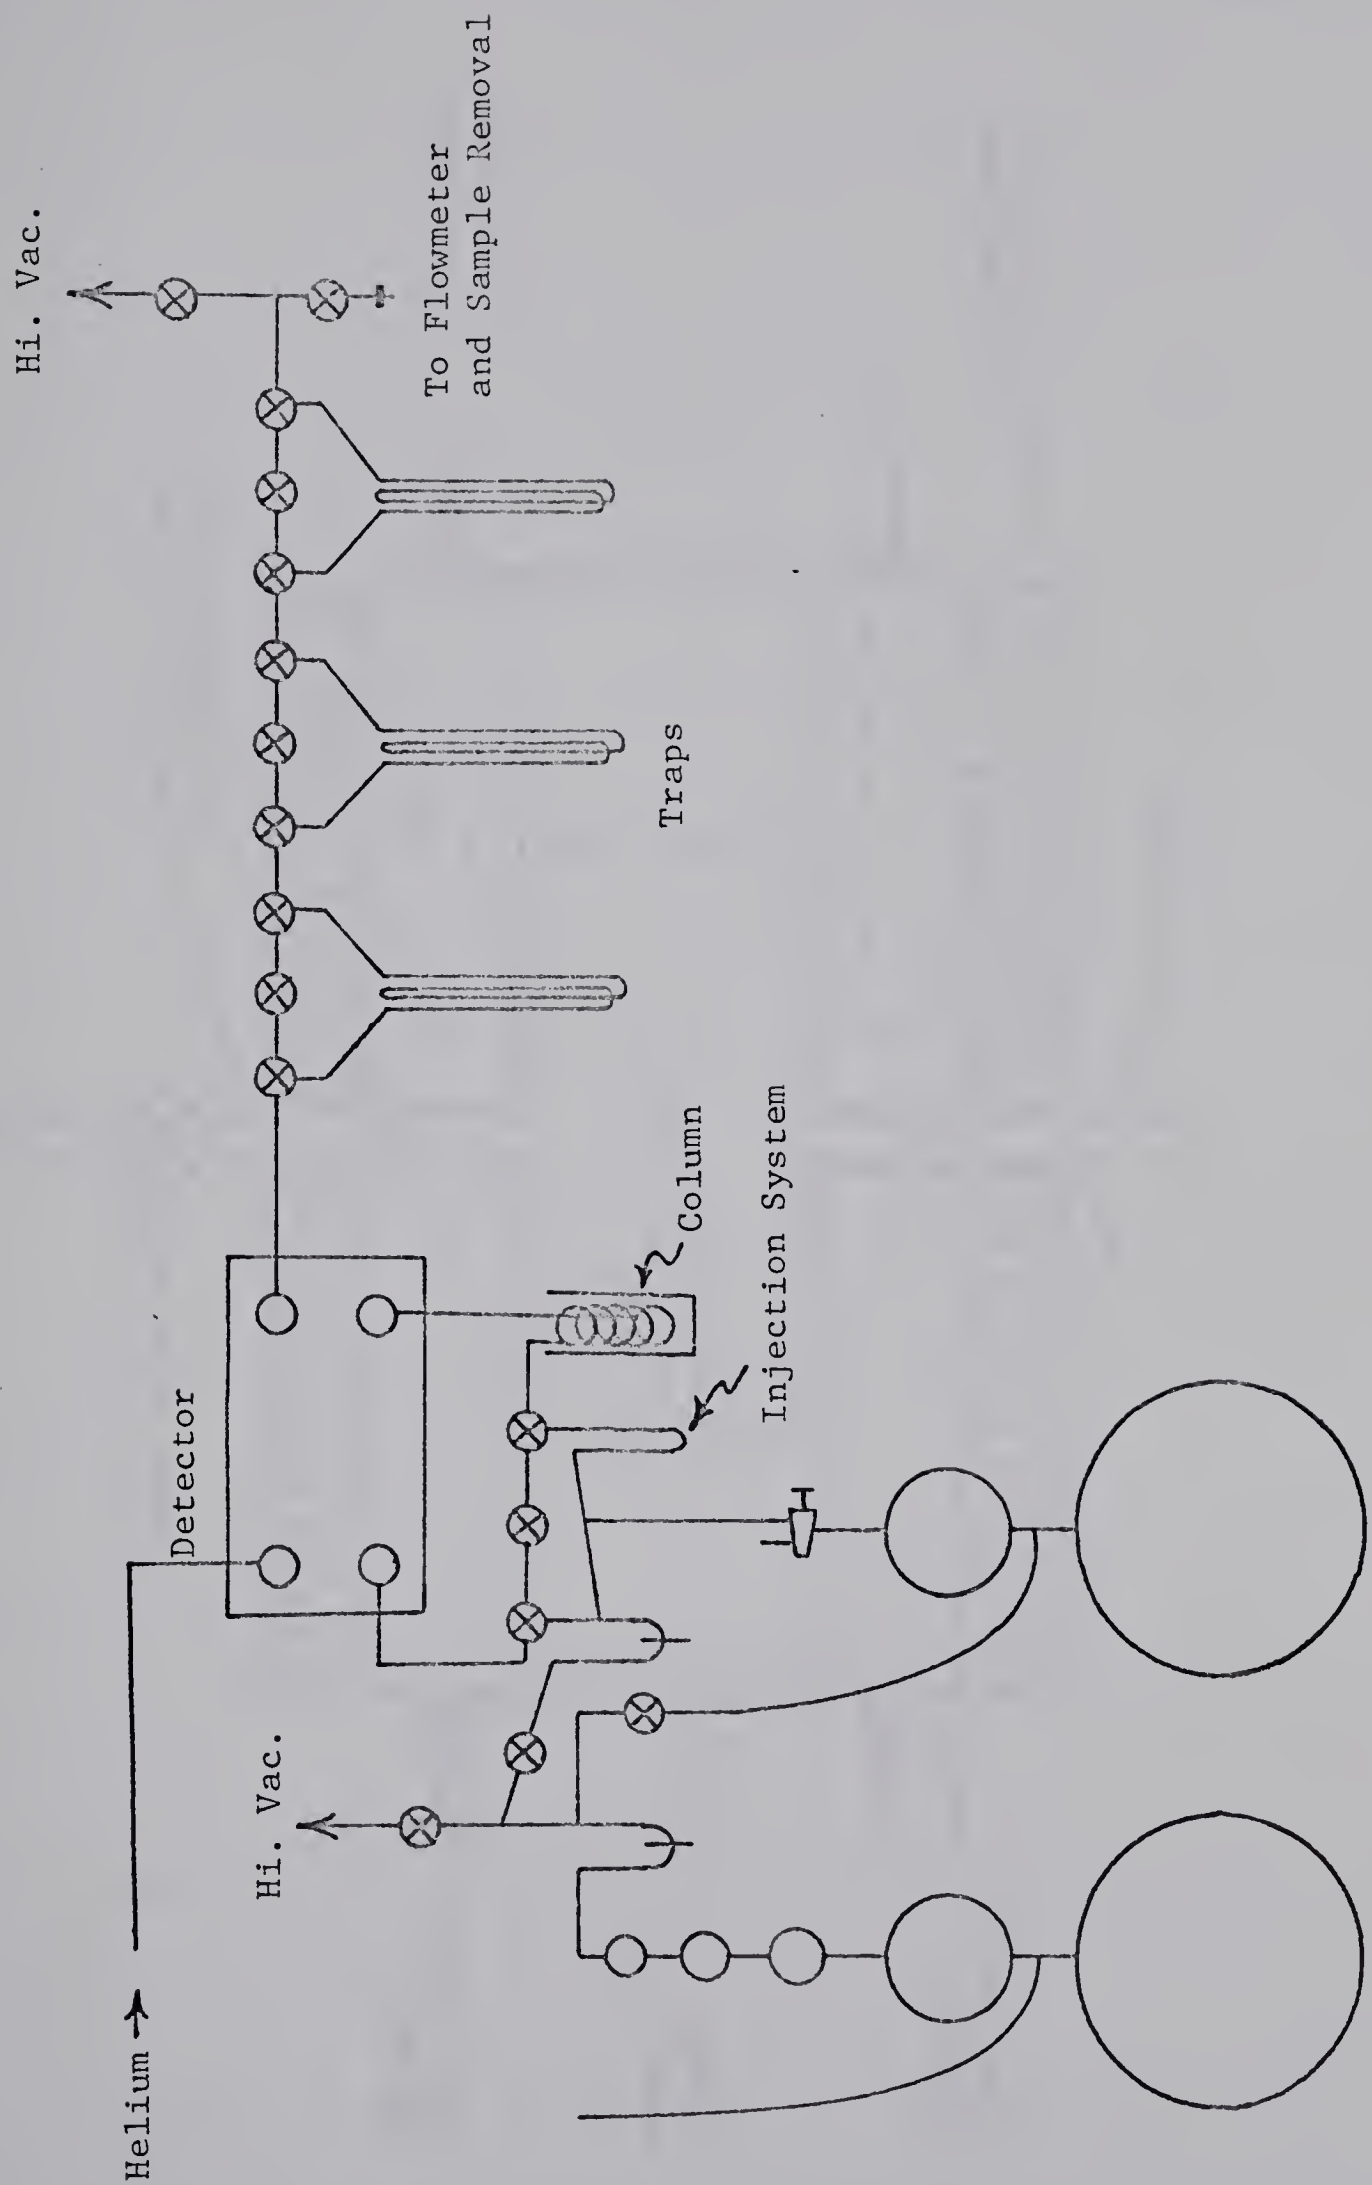 Helium
Hi. Vac.
Detector
Injection System
Column
Traps
To Flowmeter
and Sample Removal
Hi. Vac.